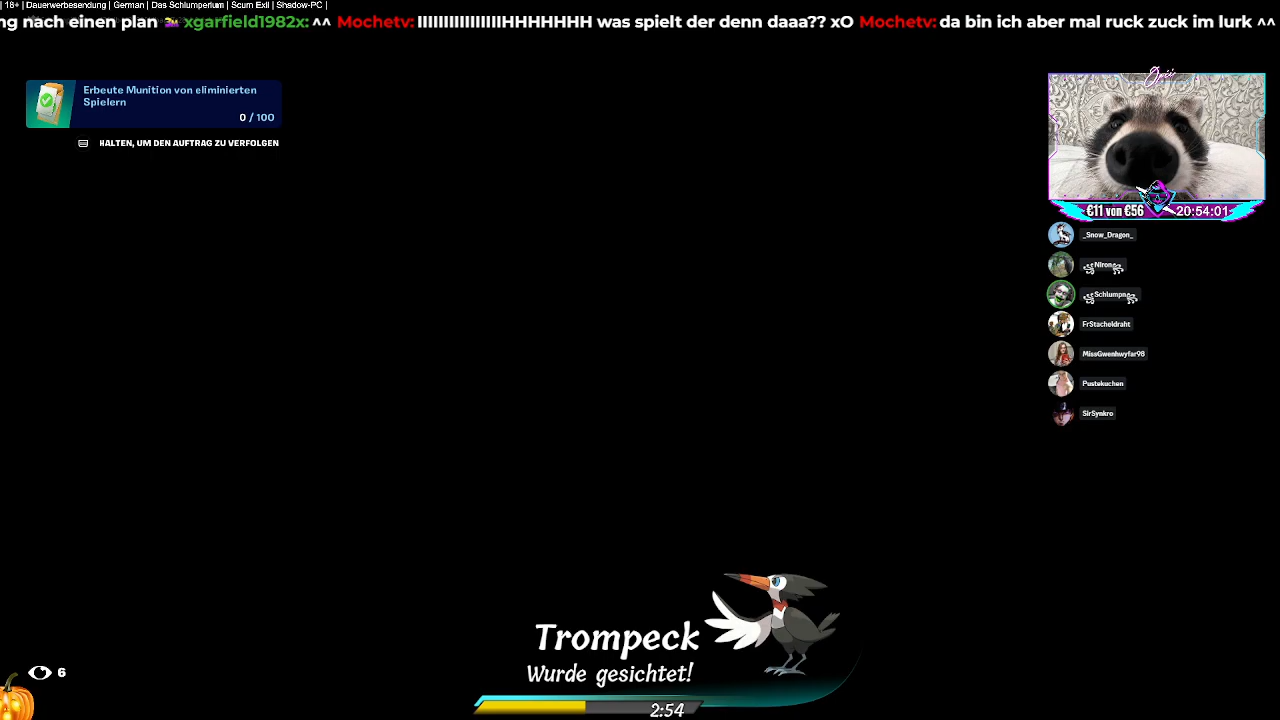 | 18+ | Dauerwerbesendung | German | Das Schlumperium | Scum Exil | Shadow-PC |
ng nach einen plan xgarfield1982x: ^^ Mochetv: IIIIIIIIIIIIIIIIHHHHHHH was spielt der denn daaa?? xO Mochetv: da bin ich aber mal ruck zuck im lurk ^^
Erbeute Munition von eliminierten
Spielern
0 / 100
HALTEN, UM DEN AUFTRAG ZU VERFOLGEN
€11 von €56
20:54:01
_Snow_Dragon_
Niron
FrStacheldraht
MissGwenhwyfar98
Pustekuchen
SirSynkro
Trompeck
Wurde gesichtet!
2:54
6